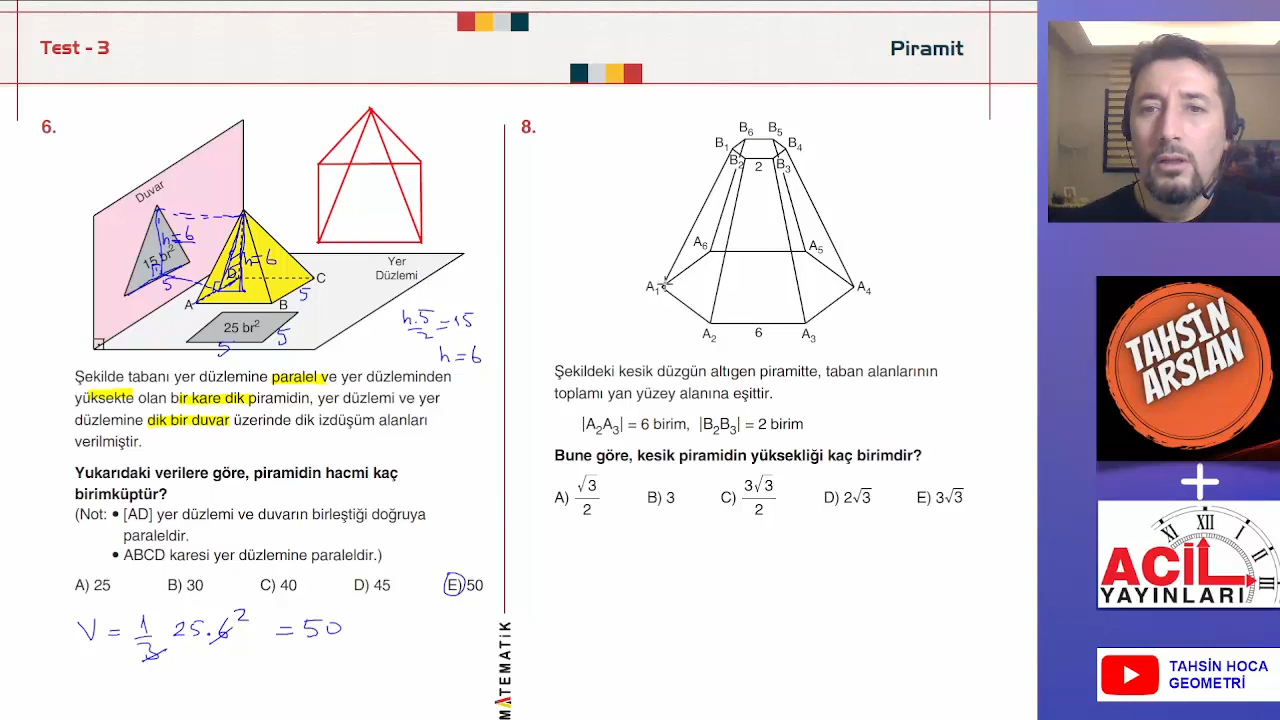 Test - 3
Piramit
6.
Duvar
h=6
15 br²
5
h=6
A
B
C
5
Yer
Düzlemi
25 br²
5
5
h.5/2 = 15
h = 6
Şekilde tabanı yer düzlemine paralel ve yer düzleminden
yüksekte olan bir kare dik piramidin, yer düzlemi ve yer
düzlemine dik bir duvar üzerinde dik izdüşüm alanları
verilmiştir.
Yukarıdaki verilere göre, piramidin hacmi kaç
birimküptür?
(Not: • [AD] yer düzlemi ve duvarın birleştiği doğruya
paraleldir.
• ABCD karesi yer düzlemine paraleldir.)
A) 25 B) 30 C) 40 D) 45 E) 50
V = 1/3 25.6 2 = 50
MATEMATİK
8.
B₆ B₅
B₁ B₄
B₂ 2 B₃
A₆ A₅
A₁ A₄
A₂ 6 A₃
Şekildeki kesik düzgün altıgen piramitte, taban alanlarının
toplamı yan yüzey alanına eşittir.
|A₂A₃| = 6 birim, |B₂B₃| = 2 birim
Bune göre, kesik piramidin yüksekliği kaç birimdir?
A) √3/2 B) 3 C) 3√3/2 D) 2√3 E) 3√3
TAHSİN
ARSLAN
+
XI XII I II III
ACİL
YAYINLARI
TAHSİN HOCA
GEOMETRİ